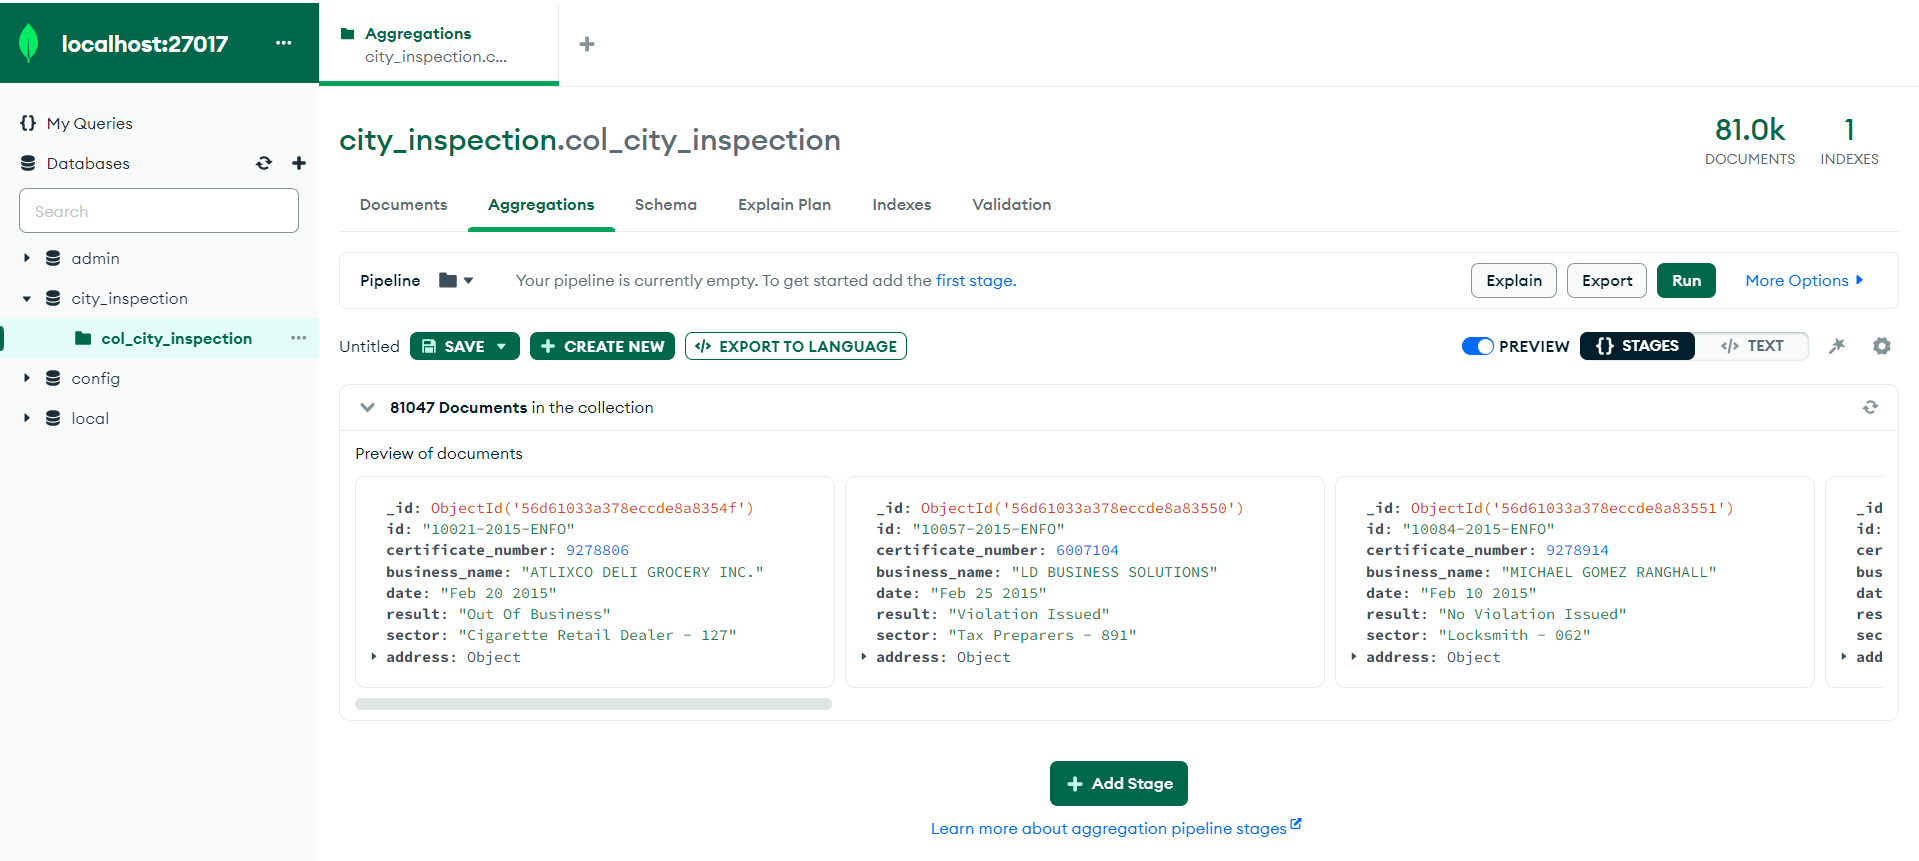 localhost:27017
Aggregations
city_inspection.c...
My Queries
Databases
Search
admin
city_inspection
col_city_inspection
config
local
city_inspection.col_city_inspection
81.0k
DOCUMENTS
1
INDEXES
Documents
Aggregations
Schema
Explain Plan
Indexes
Validation
Pipeline
Your pipeline is currently empty. To get started add the first stage.
Explain
Export
Run
More Options
Untitled
SAVE
CREATE NEW
</> EXPORT TO LANGUAGE
PREVIEW
{} STAGES
</> TEXT
81047 Documents in the collection
Preview of documents
_id: ObjectId('56d61033a378eccde8a8354f')
id: "10021-2015-ENFO"
certificate_number: 9278806
business_name: "ATLIXCO DELI GROCERY INC."
date: "Feb 20 2015"
result: "Out Of Business"
sector: "Cigarette Retail Dealer - 127"
address: Object
_id: ObjectId('56d61033a378eccde8a83550')
id: "10057-2015-ENFO"
certificate_number: 6007104
business_name: "LD BUSINESS SOLUTIONS"
date: "Feb 25 2015"
result: "Violation Issued"
sector: "Tax Preparers - 891"
address: Object
_id: ObjectId('56d61033a378eccde8a83551')
id: "10084-2015-ENFO"
certificate_number: 9278914
business_name: "MICHAEL GOMEZ RANGHALL"
date: "Feb 10 2015"
result: "No Violation Issued"
sector: "Locksmith - 062"
address: Object
_id
id:
cer
bus
dat
res
sec
add
Add Stage
Learn more about aggregation pipeline stages